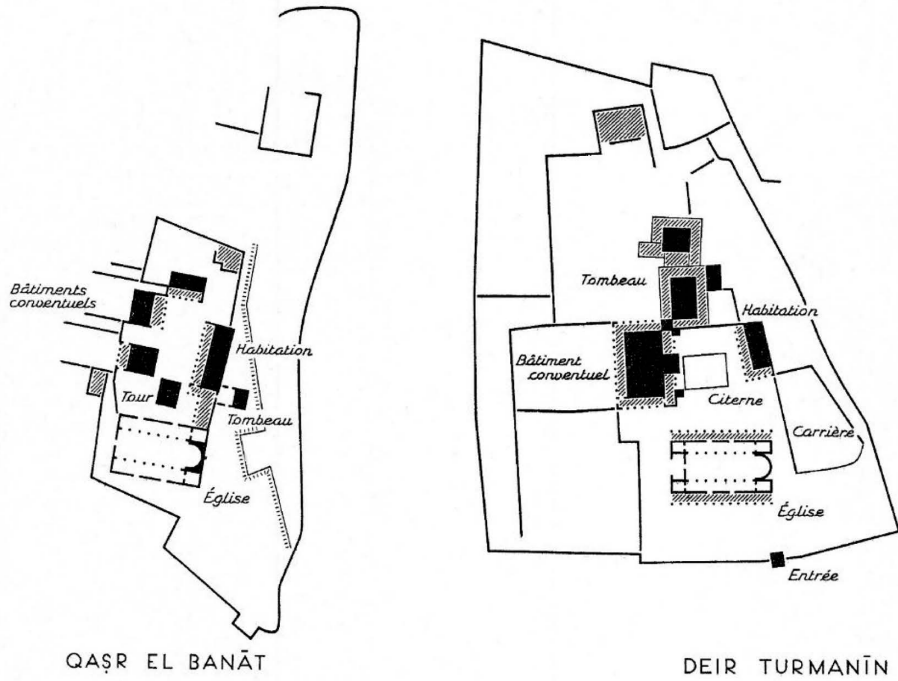 Bâtiments
conventuels
Habitation
Tour
Tombeau
Église
QAṢR EL BANĀT
Tombeau
Habitation
Bâtiment
conventuel
Citerne
Carrière
Église
Entrée
DEIR TURMANĪN